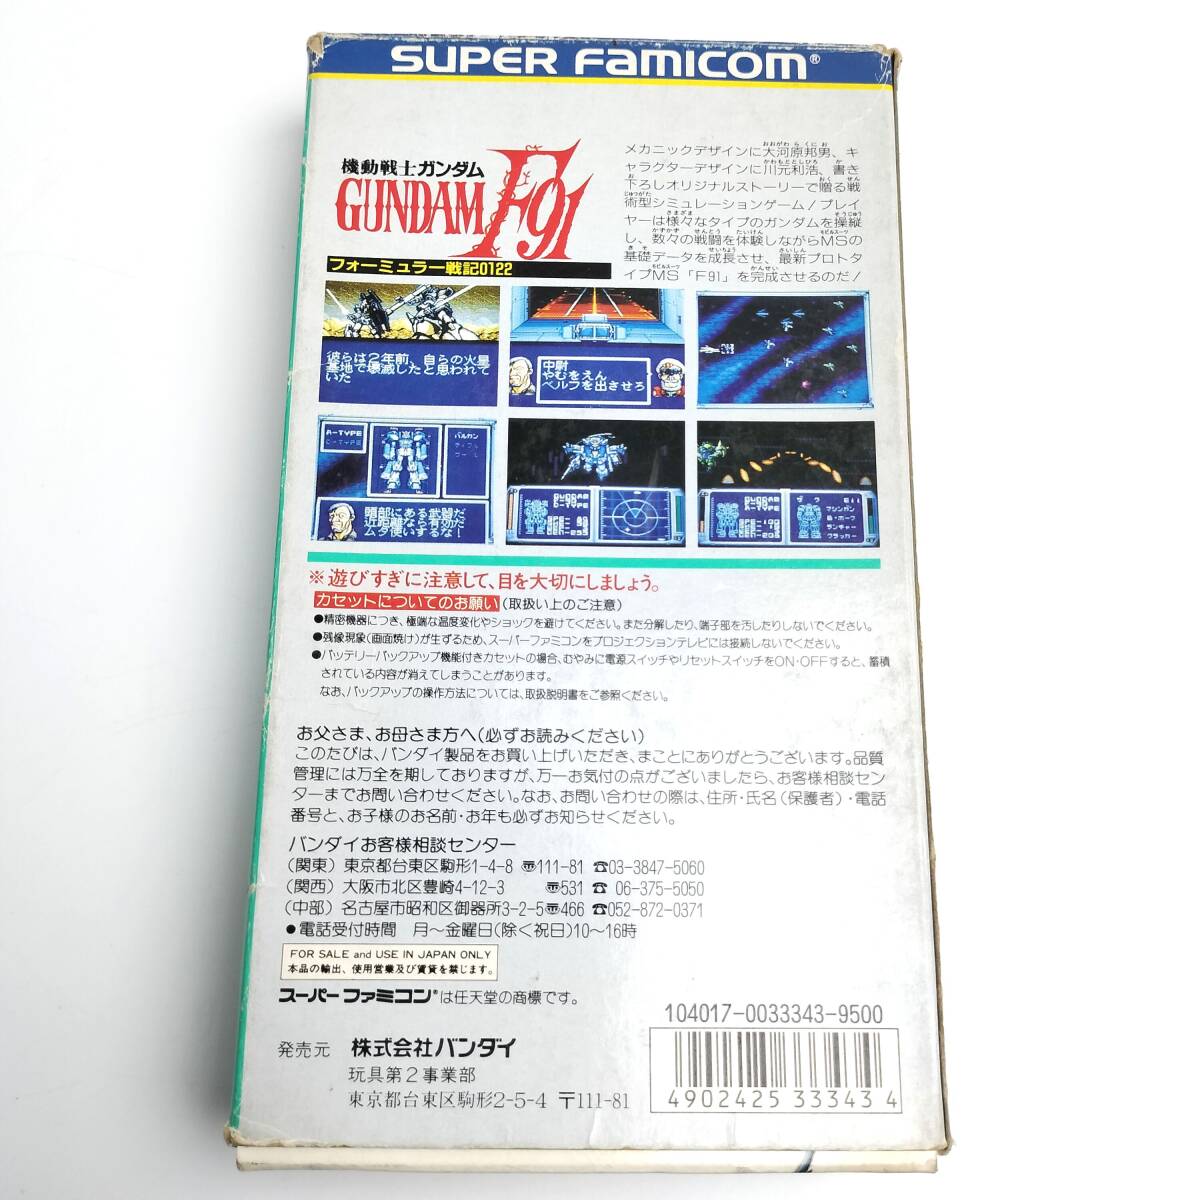 SUPER FAMICOM®
機動戦士ガンダム
GUNDAM F91
フォーミュラー戦記0122
メカニックデザインに大河原邦男、キ
ャラクターデザインに川元利浩、書き
下ろしオリジナルストーリーで贈る戦
術型シミュレーションゲーム!プレイ
ヤーは様々なタイプのガンダムを操縦
し、数々の戦闘を体験しながらMSの
基礎データを成長させ、最新プロトタ
イプMS「F91」を完成させるのだ!
彼らは2年前、自らの火星
基地で壊滅したと思われて
いた
中尉
やむをえん
ベルフを出させろ
A-TYPE
C-TYPE
バルカン
頭部にある武器だ
近距離なら有効だ
ムダ使いするな!
マシンガン
ランチャー
クラッカー
※遊びすぎに注意して、目を大切にしましょう。
カセットについてのお願い(取扱い上のご注意)
●精密機器につき、極端な温度変化やショックを避けてください。また分解したり、端子部を汚したりしないでください。
●残像現象(画面焼け)が生ずるため、スーパーファミコンをプロジェクションテレビには接続しないでください。
●バッテリーバックアップ機能付きカセットの場合、むやみに電源スイッチやリセットスイッチをON・OFFすると、蓄積
されている内容が消えてしまうことがあります。
なお、バックアップの操作方法については、取扱説明書をご参照ください。
お父さま、お母さま方へ(必ずお読みください)
このたびは、バンダイ製品をお買い上げいただき、まことにありがとうございます。品質
管理には万全を期しておりますが、万一お気付の点がございましたら、お客様相談セン
ターまでお問い合わせください。なお、お問い合わせの際は、住所・氏名(保護者)・電話
番号と、お子様のお名前・お年も必ずお知らせください。
バンダイお客様相談センター
(関東) 東京都台東区駒形1-4-8 〠111-81 ☎03-3847-5060
(関西) 大阪市北区豊崎4-12-3 〠531 ☎ 06-375-5050
(中部) 名古屋市昭和区御器所3-2-5 〠466 ☎052-872-0371
●電話受付時間 月〜金曜日(除く祝日)10〜16時
FOR SALE and USE IN JAPAN ONLY
本品の輸出、使用営業及び賃貸を禁じます。
スーパーファミコン®は任天堂の商標です。
104017-0033343-9500
発売元 株式会社バンダイ
玩具第2事業部
東京都台東区駒形2-5-4 〒111-81
4902425333434